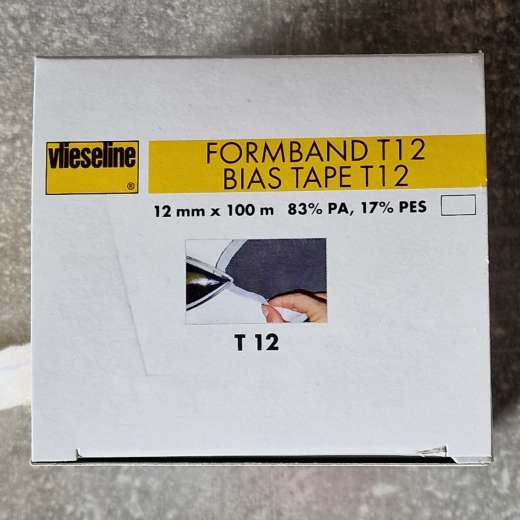 vlieseline
®
FORMBAND T12
BIAS TAPE T12
12 mm x 100 m 83% PA, 17% PES
T 12